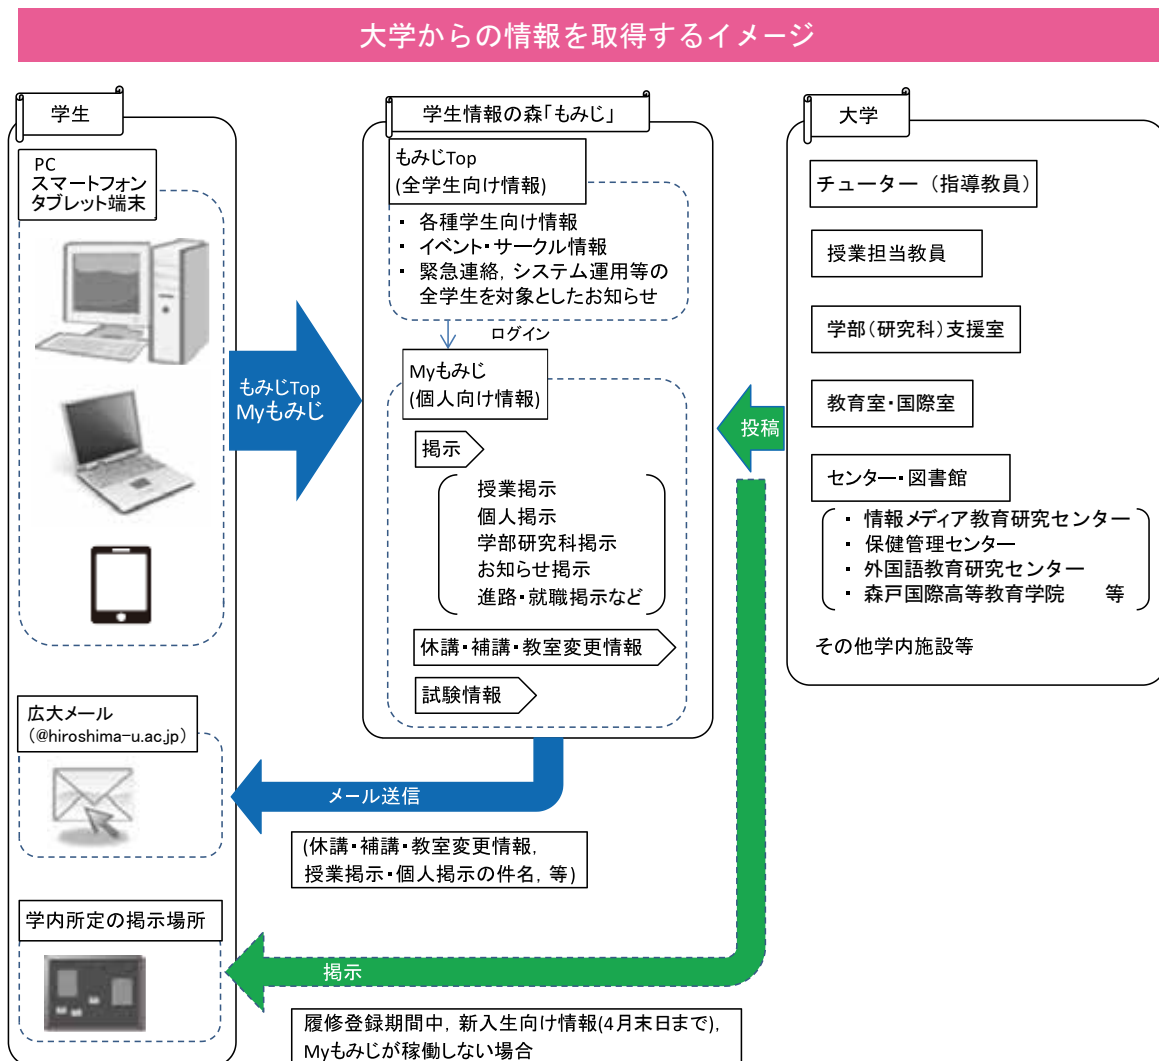 大学からの情報を取得するイメージ
学生
PC
スマートフォン
タブレット端末
もみじTop
Myもみじ
広大メール
(@hiroshima-u.ac.jp)
学内所定の掲示場所
学生情報の森「もみじ」
もみじTop
(全学生向け情報)
・ 各種学生向け情報
・ イベント・サークル情報
・ 緊急連絡, システム運用等の
全学生を対象としたお知らせ
ログイン
Myもみじ
(個人向け情報)
掲示
授業掲示
個人掲示
学部研究科掲示
お知らせ掲示
進路・就職掲示など
休講・補講・教室変更情報
試験情報
メール送信
(休講・補講・教室変更情報,
授業掲示・個人掲示の件名, 等)
掲示
履修登録期間中, 新入生向け情報(4月末日まで),
Myもみじが稼働しない場合
投稿
大学
チューター (指導教員)
授業担当教員
学部(研究科)支援室
教育室・国際室
センター・図書館
・ 情報メディア教育研究センター
・ 保健管理センター
・ 外国語教育研究センター
・ 森戸国際高等教育学院 等
その他学内施設等